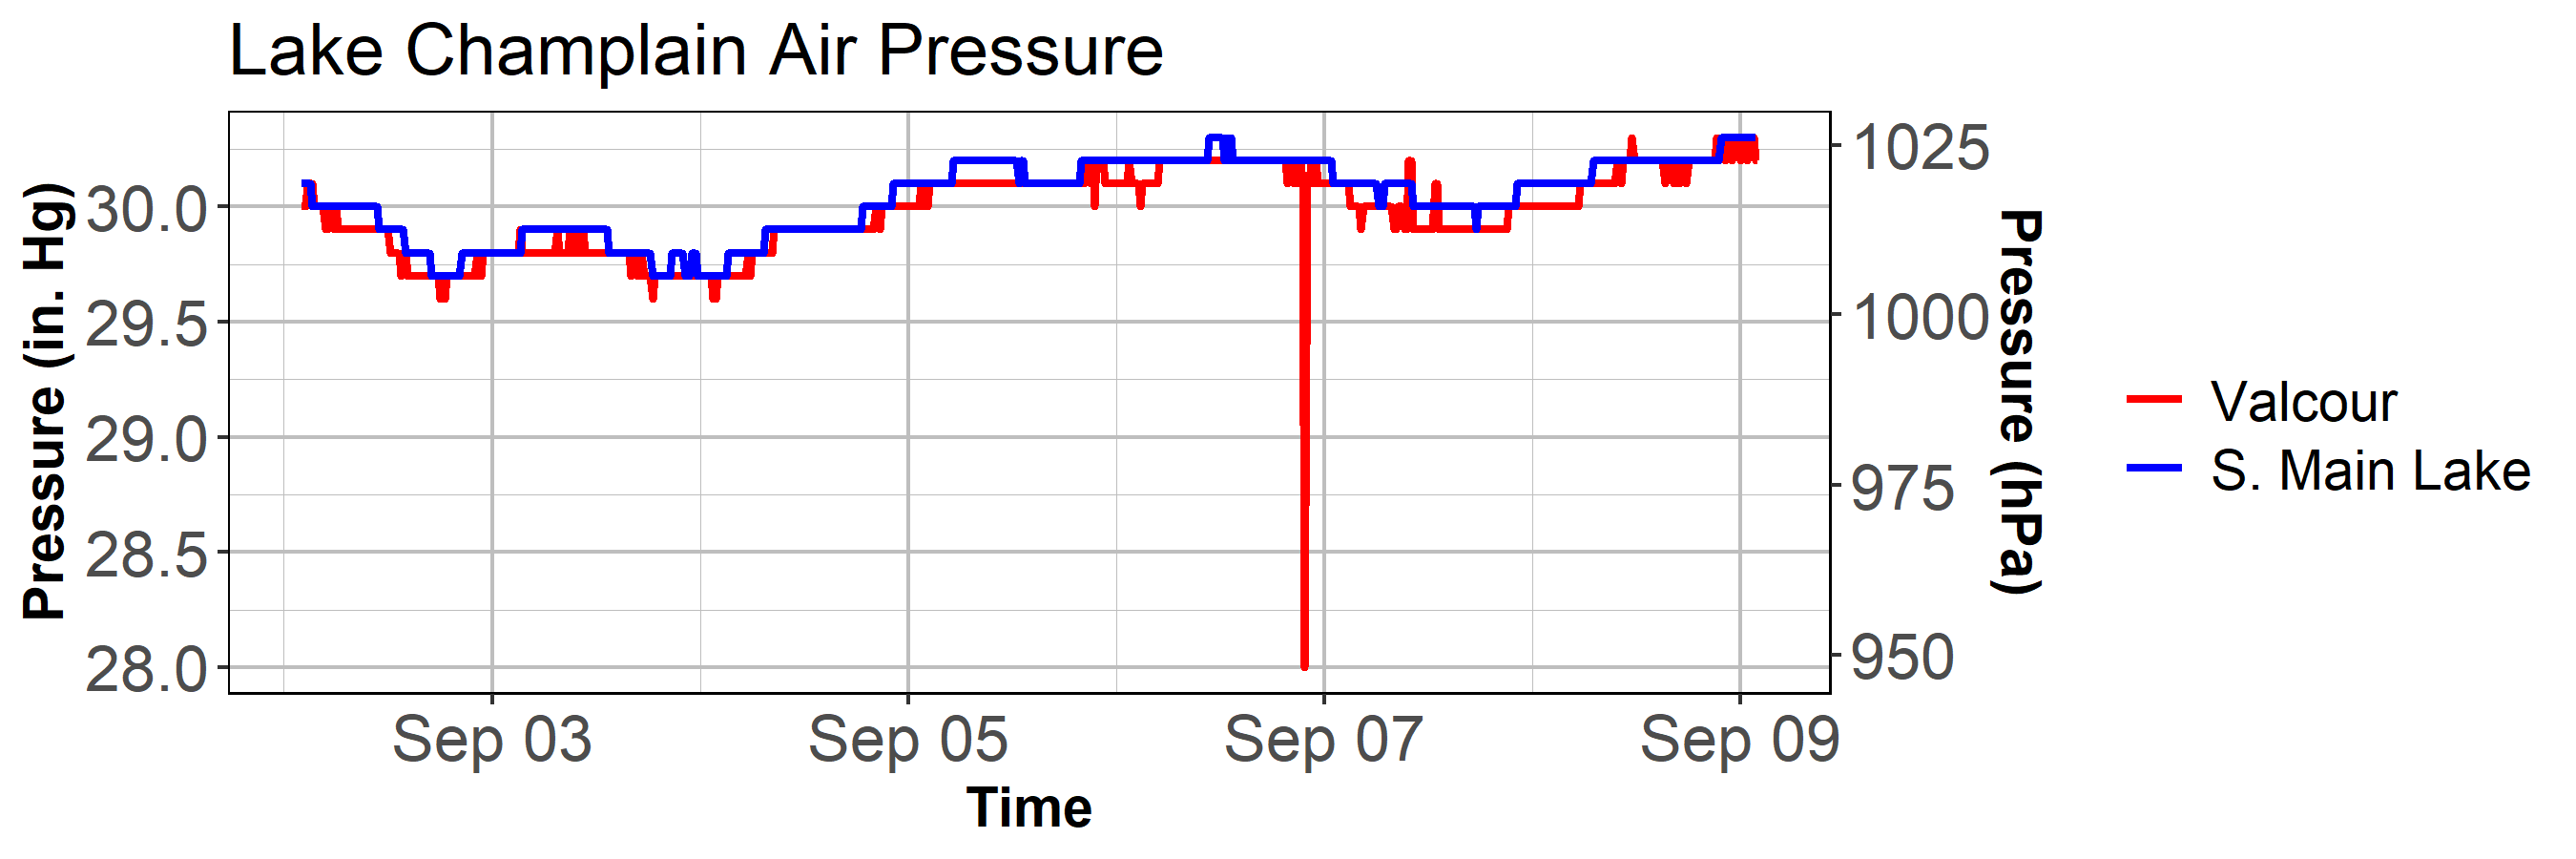 Lake Champlain Air Pressure
Pressure (in. Hg)
30.0
29.5
29.0
28.5
28.0
1025
1000
975
950
Pressure (hPa)
Sep 03
Sep 05
Sep 07
Sep 09
Time
Valcour
S. Main Lake